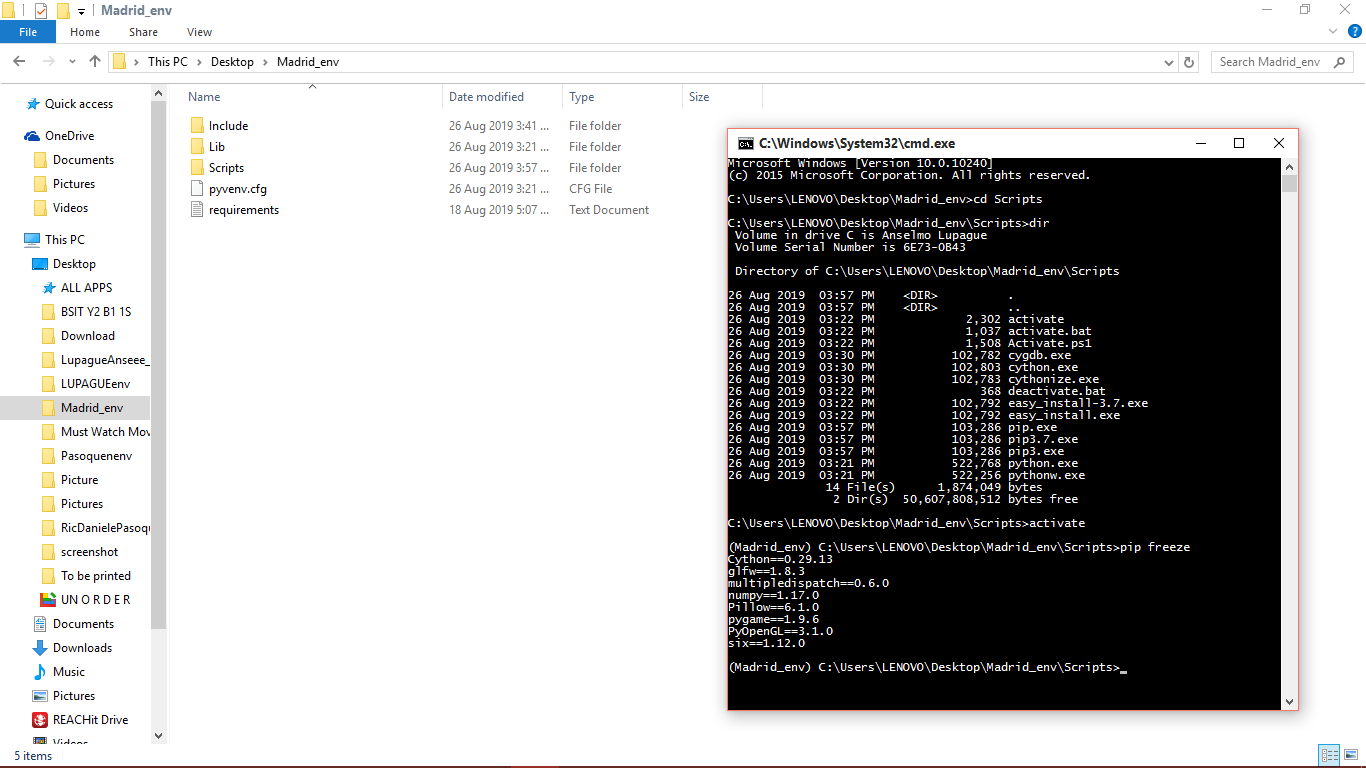 Madrid_env
File Home Share View
This PC Desktop Madrid_env
Search Madrid_env
Quick access
OneDrive
Documents
Pictures
Videos
This PC
Desktop
ALL APPS
BSIT Y2 B1 1S
Download
LupagueAnseee_
LUPAGUEenv
Madrid_env
Must Watch Mov
Pasoquenenv
Picture
Pictures
RicDanielePasoqu
screenshot
To be printed
U N O R D E R
Documents
Downloads
Music
Pictures
REACHit Drive
Videos
5 items
Name Date modified Type Size
Include 26 Aug 2019 3:41 ... File folder
Lib 26 Aug 2019 3:21 ... File folder
Scripts 26 Aug 2019 3:57 ... File folder
pyvenv.cfg 26 Aug 2019 3:21 ... CFG File
requirements 18 Aug 2019 5:07 ... Text Document
C:\Windows\System32\cmd.exe
Microsoft Windows [Version 10.0.10240]
(c) 2015 Microsoft Corporation. All rights reserved.
C:\Users\LENOVO\Desktop\Madrid_env>cd Scripts
C:\Users\LENOVO\Desktop\Madrid_env\Scripts>dir
Volume in drive C is Anselmo Lupague
Volume Serial Number is 6E73-0B43
Directory of C:\Users\LENOVO\Desktop\Madrid_env\Scripts
26 Aug 2019 03:57 PM <DIR> .
26 Aug 2019 03:57 PM <DIR> ..
26 Aug 2019 03:22 PM 2,302 activate
26 Aug 2019 03:22 PM 1,037 activate.bat
26 Aug 2019 03:22 PM 1,508 Activate.ps1
26 Aug 2019 03:30 PM 102,782 cygdb.exe
26 Aug 2019 03:30 PM 102,803 cython.exe
26 Aug 2019 03:30 PM 102,783 cythonize.exe
26 Aug 2019 03:22 PM 368 deactivate.bat
26 Aug 2019 03:22 PM 102,792 easy_install-3.7.exe
26 Aug 2019 03:22 PM 102,792 easy_install.exe
26 Aug 2019 03:57 PM 103,286 pip.exe
26 Aug 2019 03:57 PM 103,286 pip3.7.exe
26 Aug 2019 03:57 PM 103,286 pip3.exe
26 Aug 2019 03:21 PM 522,768 python.exe
26 Aug 2019 03:21 PM 522,256 pythonw.exe
14 File(s) 1,874,049 bytes
2 Dir(s) 50,607,808,512 bytes free
C:\Users\LENOVO\Desktop\Madrid_env\Scripts>activate
(Madrid_env) C:\Users\LENOVO\Desktop\Madrid_env\Scripts>pip freeze
Cython==0.29.13
glfw==1.8.3
multipledispatch==0.6.0
numpy==1.17.0
Pillow==6.1.0
pygame==1.9.6
PyOpenGL==3.1.0
six==1.12.0
(Madrid_env) C:\Users\LENOVO\Desktop\Madrid_env\Scripts>_